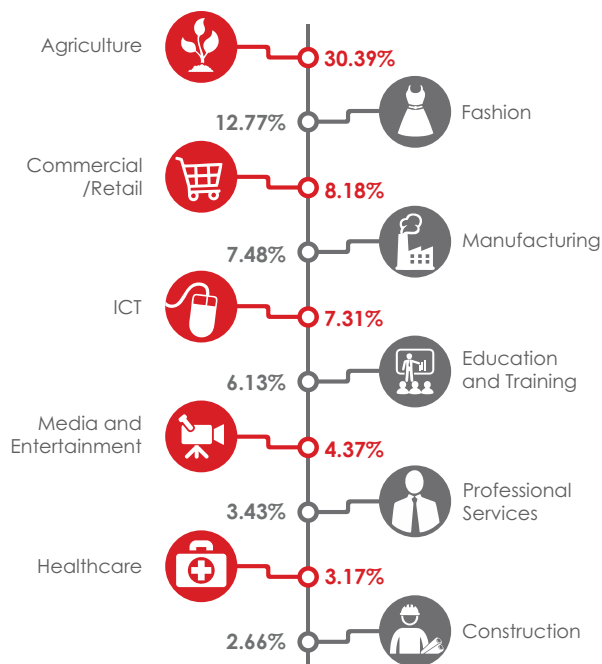 Agriculture
30.39%
12.77%
Fashion
Commercial
/Retail
8.18%
7.48%
Manufacturing
ICT
7.31%
6.13%
Education
and Training
Media and
Entertainment
4.37%
3.43%
Professional
Services
Healthcare
3.17%
2.66%
Construction